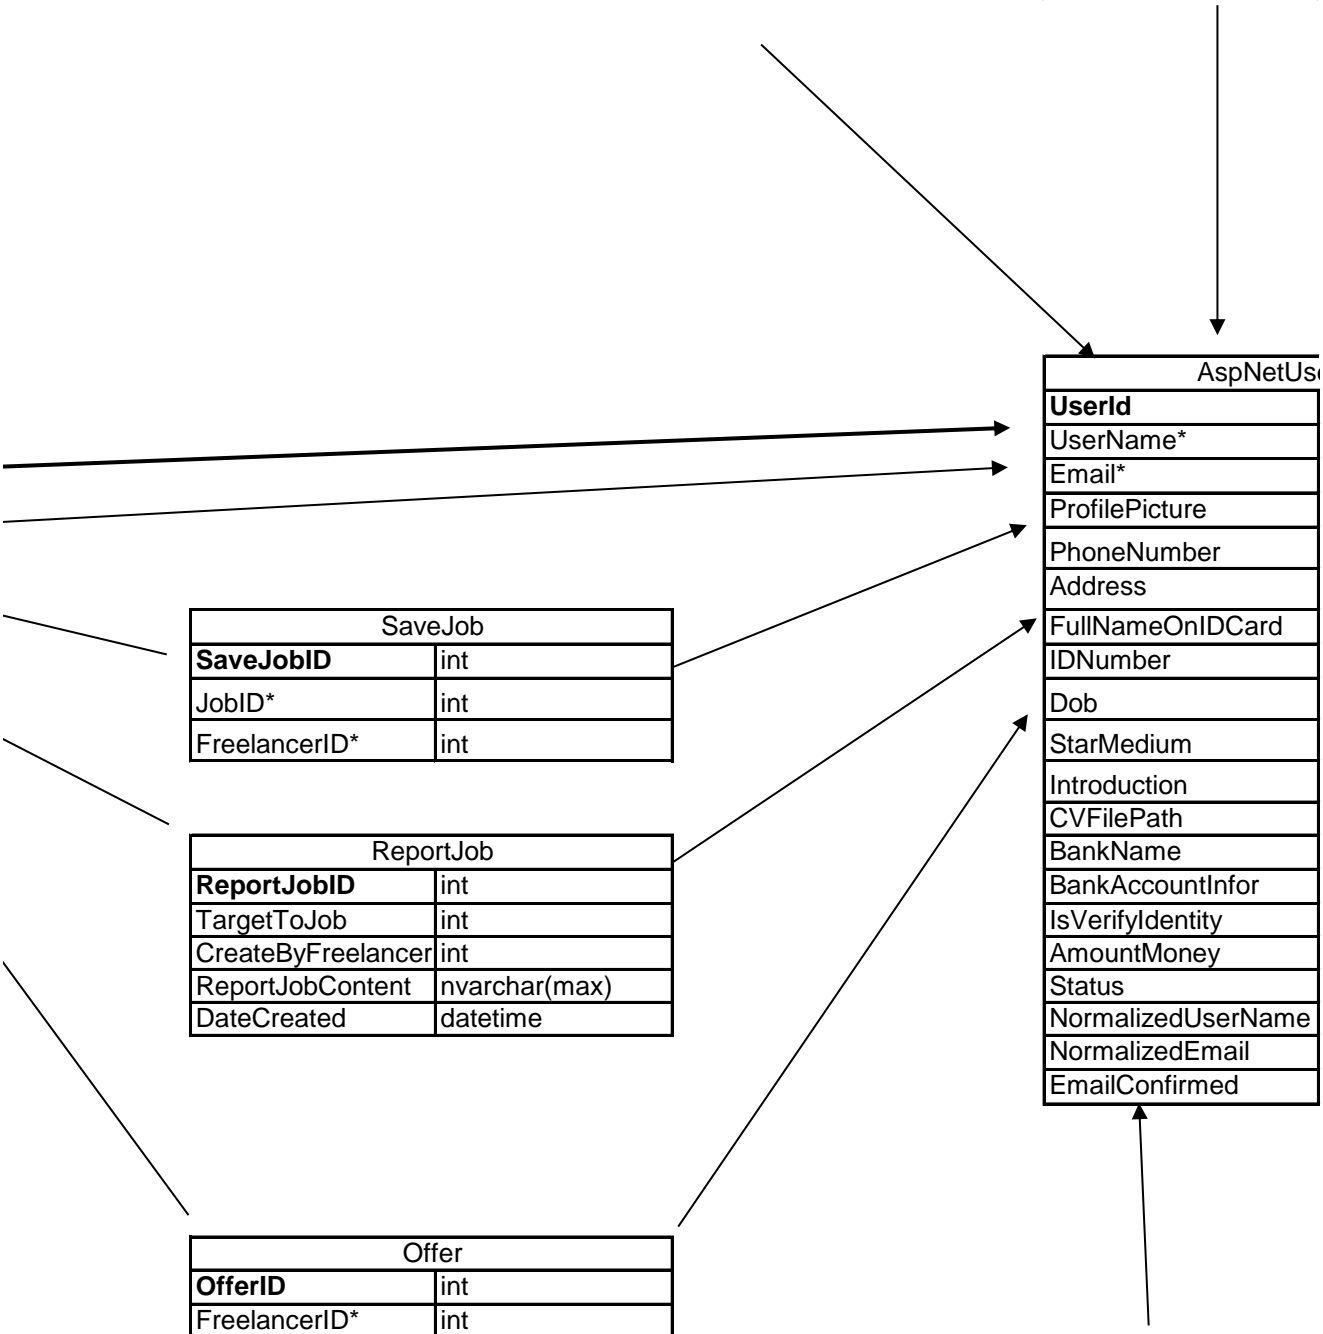 AspNetUse
UserId
UserName*
Email*
ProfilePicture
PhoneNumber
Address
FullNameOnIDCard
IDNumber
Dob
StarMedium
Introduction
CVFilePath
BankName
BankAccountInfor
IsVerifyIdentity
AmountMoney
Status
NormalizedUserName
NormalizedEmail
EmailConfirmed
SaveJob
SaveJobID int
JobID* int
FreelancerID* int
ReportJob
ReportJobID int
TargetToJob int
CreateByFreelancer int
ReportJobContent nvarchar(max)
DateCreated datetime
Offer
OfferID int
FreelancerID* int